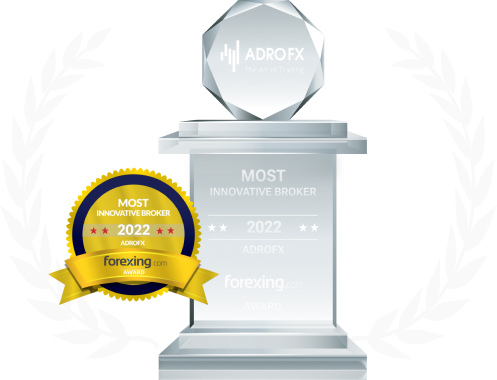 ADROFX
MOST
INNOVATIVE BROKER
2022
ADROFX
forexing.com
AWARD
MOST
INNOVATIVE BROKER
2022
ADROFX
forexing.com
AWARD